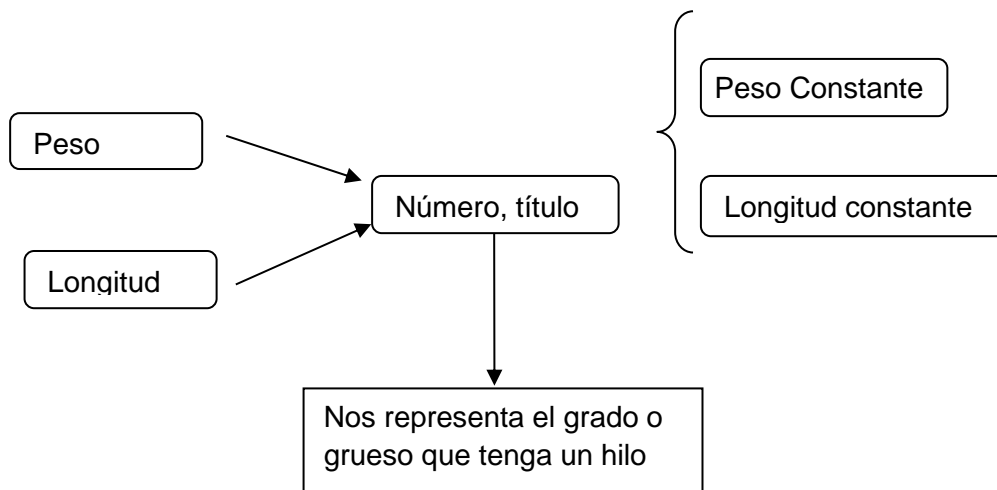 Peso Constante
Peso
Número, título
Longitud constante
Longitud
Nos representa el grado o
grueso que tenga un hilo